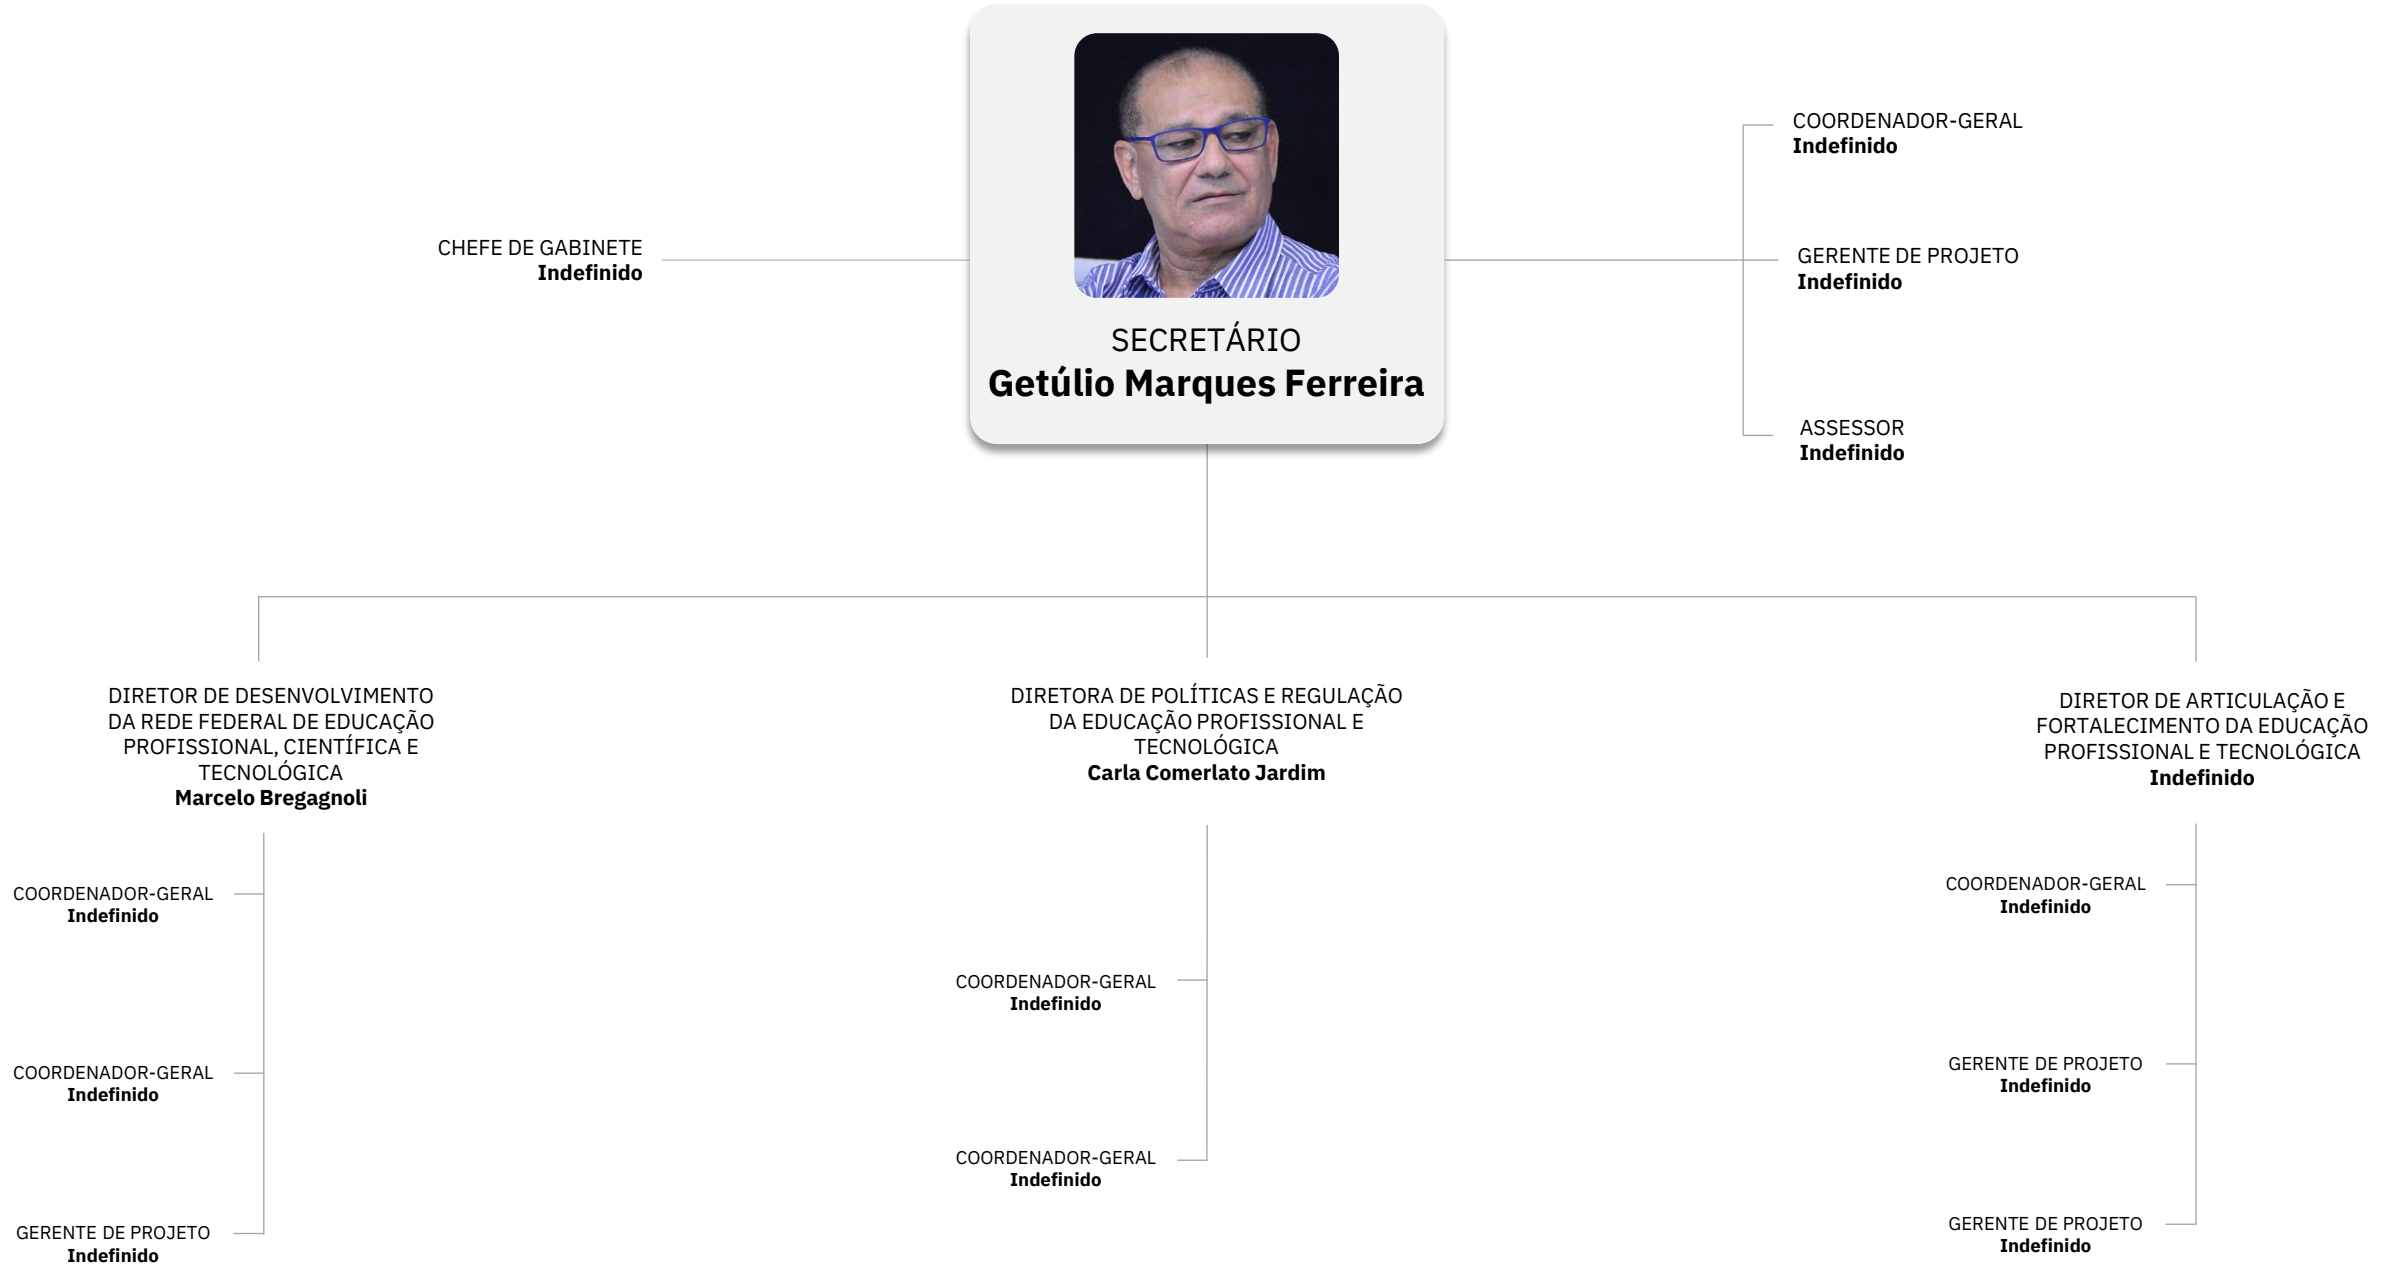 COORDENADOR-GERAL
Indefinido
CHEFE DE GABINETE
Indefinido
GERENTE DE PROJETO
Indefinido
SECRETÁRIO
Getúlio Marques Ferreira
ASSESSOR
Indefinido
DIRETOR DE DESENVOLVIMENTO
DA REDE FEDERAL DE EDUCAÇÃO
PROFISSIONAL, CIENTÍFICA E
TECNOLÓGICA
Marcelo Bregagnoli
COORDENADOR-GERAL
Indefinido
COORDENADOR-GERAL
Indefinido
GERENTE DE PROJETO
Indefinido
DIRETORA DE POLÍTICAS E REGULAÇÃO
DA EDUCAÇÃO PROFISSIONAL E
TECNOLÓGICA
Carla Comerlato Jardim
COORDENADOR-GERAL
Indefinido
COORDENADOR-GERAL
Indefinido
DIRETOR DE ARTICULAÇÃO E
FORTALECIMENTO DA EDUCAÇÃO
PROFISSIONAL E TECNOLÓGICA
Indefinido
COORDENADOR-GERAL
Indefinido
GERENTE DE PROJETO
Indefinido
GERENTE DE PROJETO
Indefinido